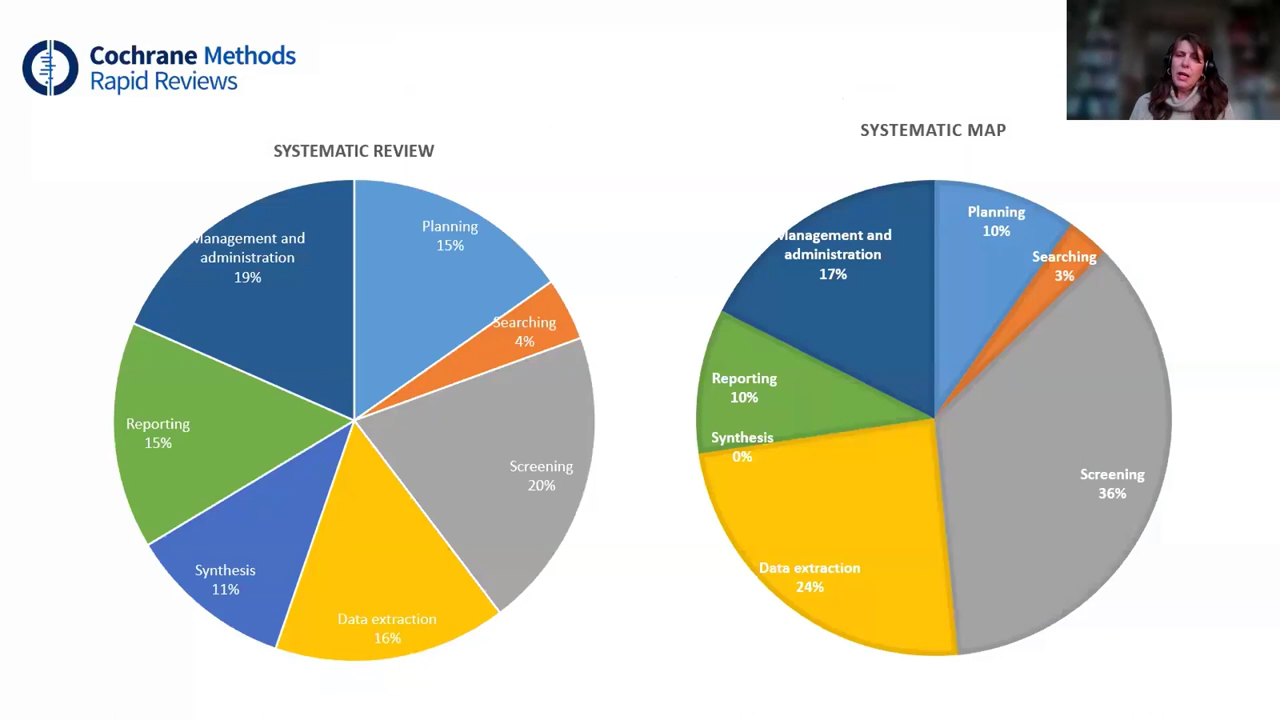 Cochrane Methods
Rapid Reviews
SYSTEMATIC REVIEW
Planning
15%
Searching
4%
Screening
20%
Data extraction
16%
Synthesis
11%
Reporting
15%
Management and
administration
19%
SYSTEMATIC MAP
Planning
10%
Searching
3%
Screening
36%
Data extraction
24%
Synthesis
0%
Reporting
10%
Management and
administration
17%